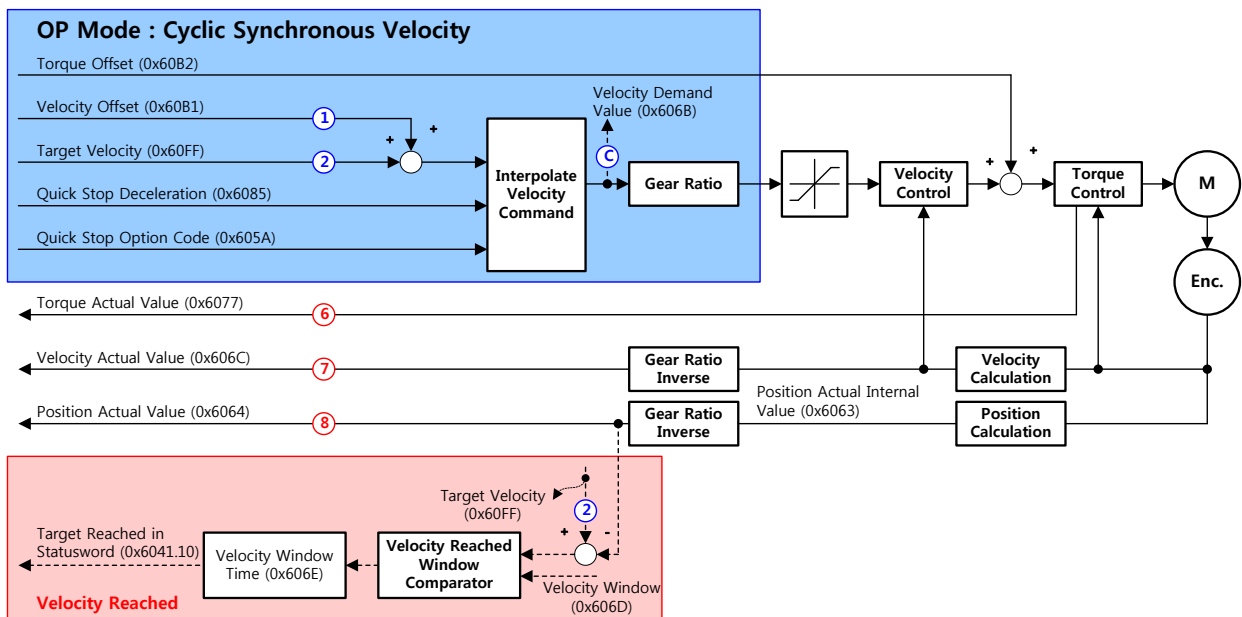 OP Mode : Cyclic Synchronous Velocity
Torque Offset (0x60B2)
Velocity Offset (0x60B1)
1
+
+
Target Velocity (0x60FF)
2
Quick Stop Deceleration (0x6085)
Quick Stop Option Code (0x605A)
Interpolate
Velocity
Command
Velocity Demand
Value (0x606B)
C
Gear Ratio
Velocity
Control
+
+
Torque
Control
M
Enc.
Torque Actual Value (0x6077)
6
Velocity Actual Value (0x606C)
7
Gear Ratio
Inverse
Velocity
Calculation
Position Actual Value (0x6064)
8
Gear Ratio
Inverse
Position Actual Internal
Value (0x6063)
Position
Calculation
Target Velocity
(0x60FF)
2
+
-
Target Reached in
Statusword (0x6041.10)
Velocity Window
Time (0x606E)
Velocity Reached
Window
Comparator
Velocity Window
(0x606D)
Velocity Reached